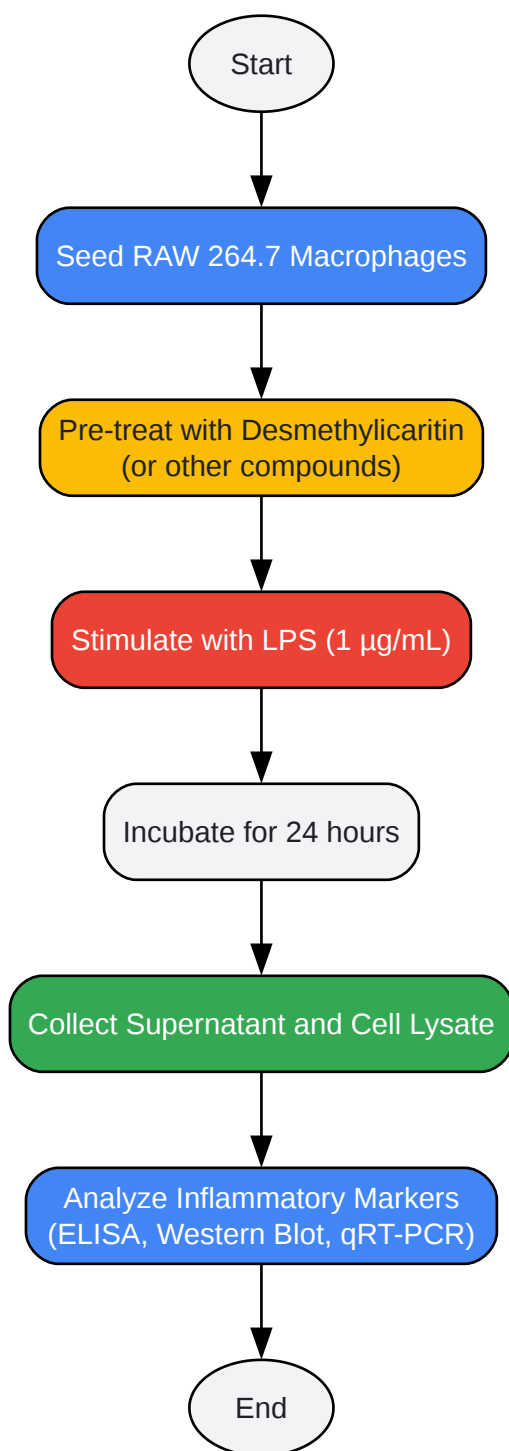 Start
Seed RAW 264.7 Macrophages
Pre-treat with Desmethylicaritin
(or other compounds)
Stimulate with LPS (1 µg/mL)
Incubate for 24 hours
Collect Supernatant and Cell Lysate
Analyze Inflammatory Markers
(ELISA, Western Blot, qRT-PCR)
End